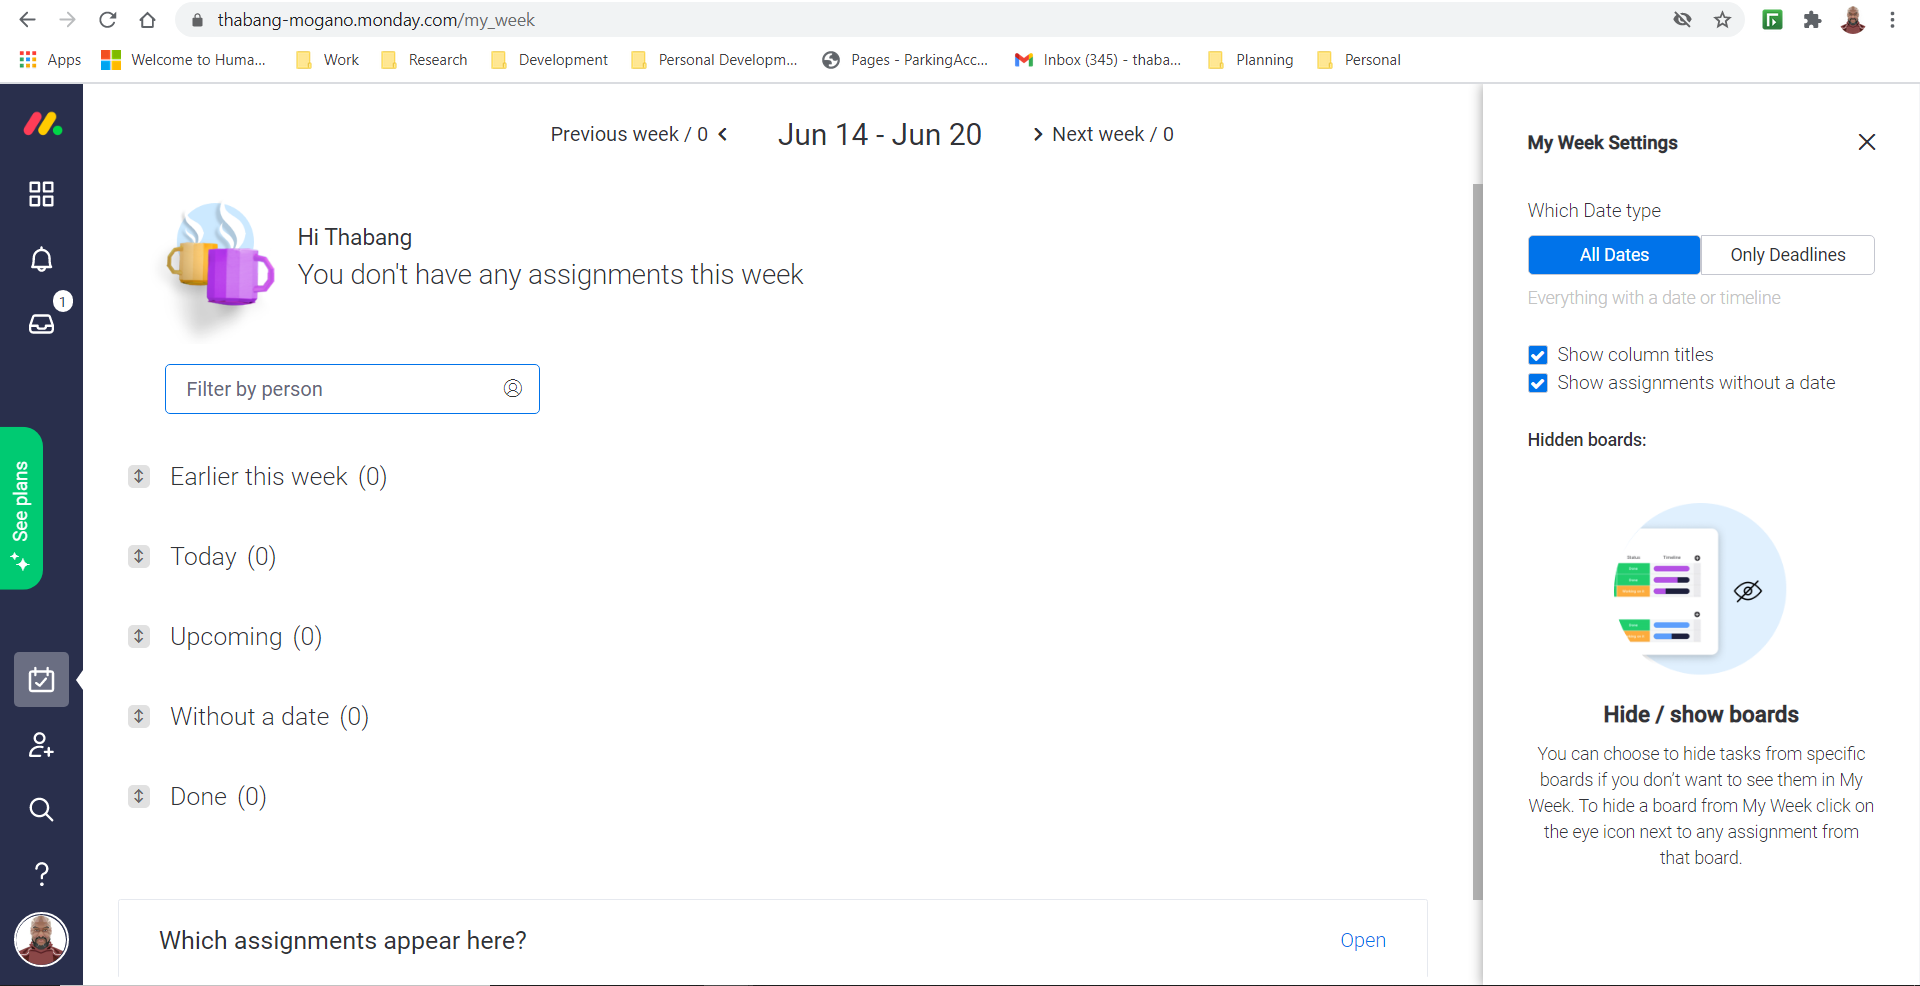 thabang-mogano.monday.com/my_week
Apps
Welcome to Huma...
Work
Research
Development
Personal Developm...
Pages - ParkingAcc...
Inbox (345) - thaba...
Planning
Personal
Previous week / 0
Jun 14 - Jun 20
Next week / 0
Hi Thabang
You don't have any assignments this week
Filter by person
Earlier this week (0)
Today (0)
Upcoming (0)
Without a date (0)
Done (0)
Which assignments appear here?
Open
1
See plans
?
My Week Settings
Which Date type
All Dates
Only Deadlines
Everything with a date or timeline
Show column titles
Show assignments without a date
Hidden boards:
Status
Timeline
Hide / show boards
You can choose to hide tasks from specific
boards if you don't want to see them in My
Week. To hide a board from My Week click on
the eye icon next to any assignment from
that board.